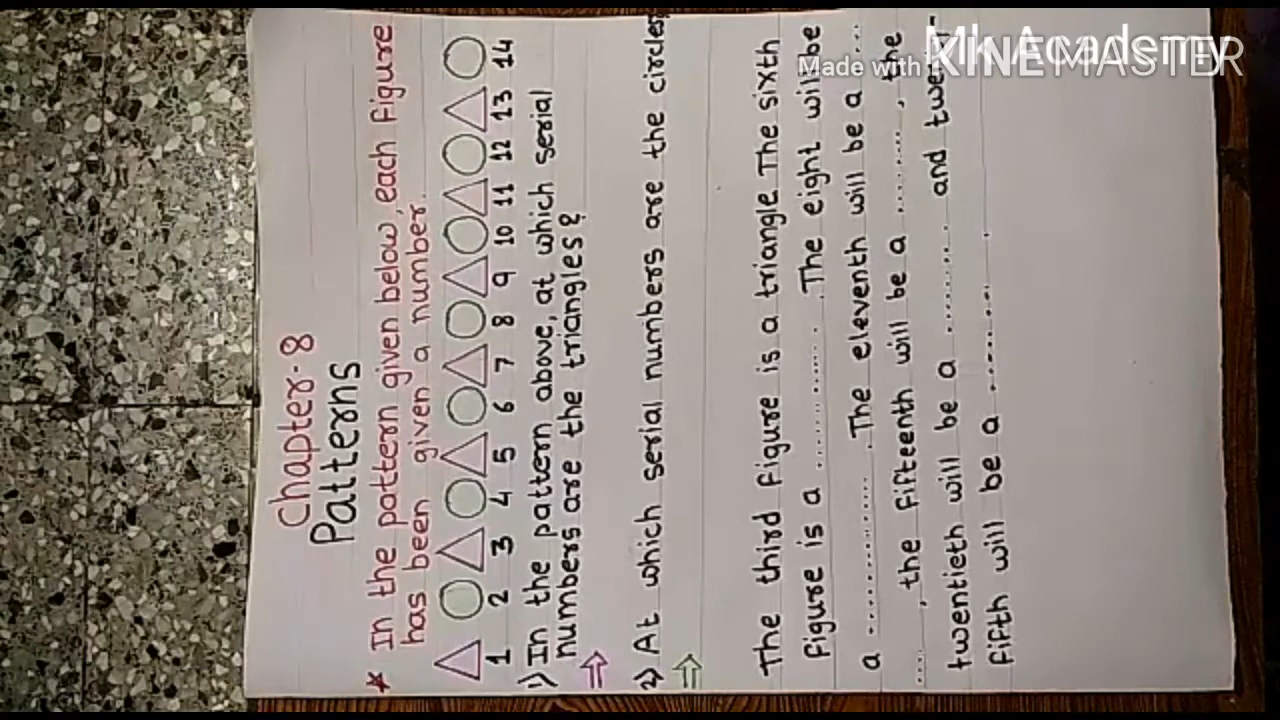 Chapter-8
Patterns
* In the pattern given below, each Figure
has been given a number.
1 2 3 4 5 6 7 8 9 10 11 12 13 14
1) In the pattern above, at which serial
numbers are the triangles?
⇒
2) At which serial numbers are the circles
⇒
The third Figure is a triangle The sixth
Figure is a ............ . The eight will be
a ............ . The eleventh will be a ...
.... , the Fifteenth will be a ......... , the
twentieth will be a ......... . and twent-
Fifth will be a ......... .
Mk Academy
Made with KINEMASTER